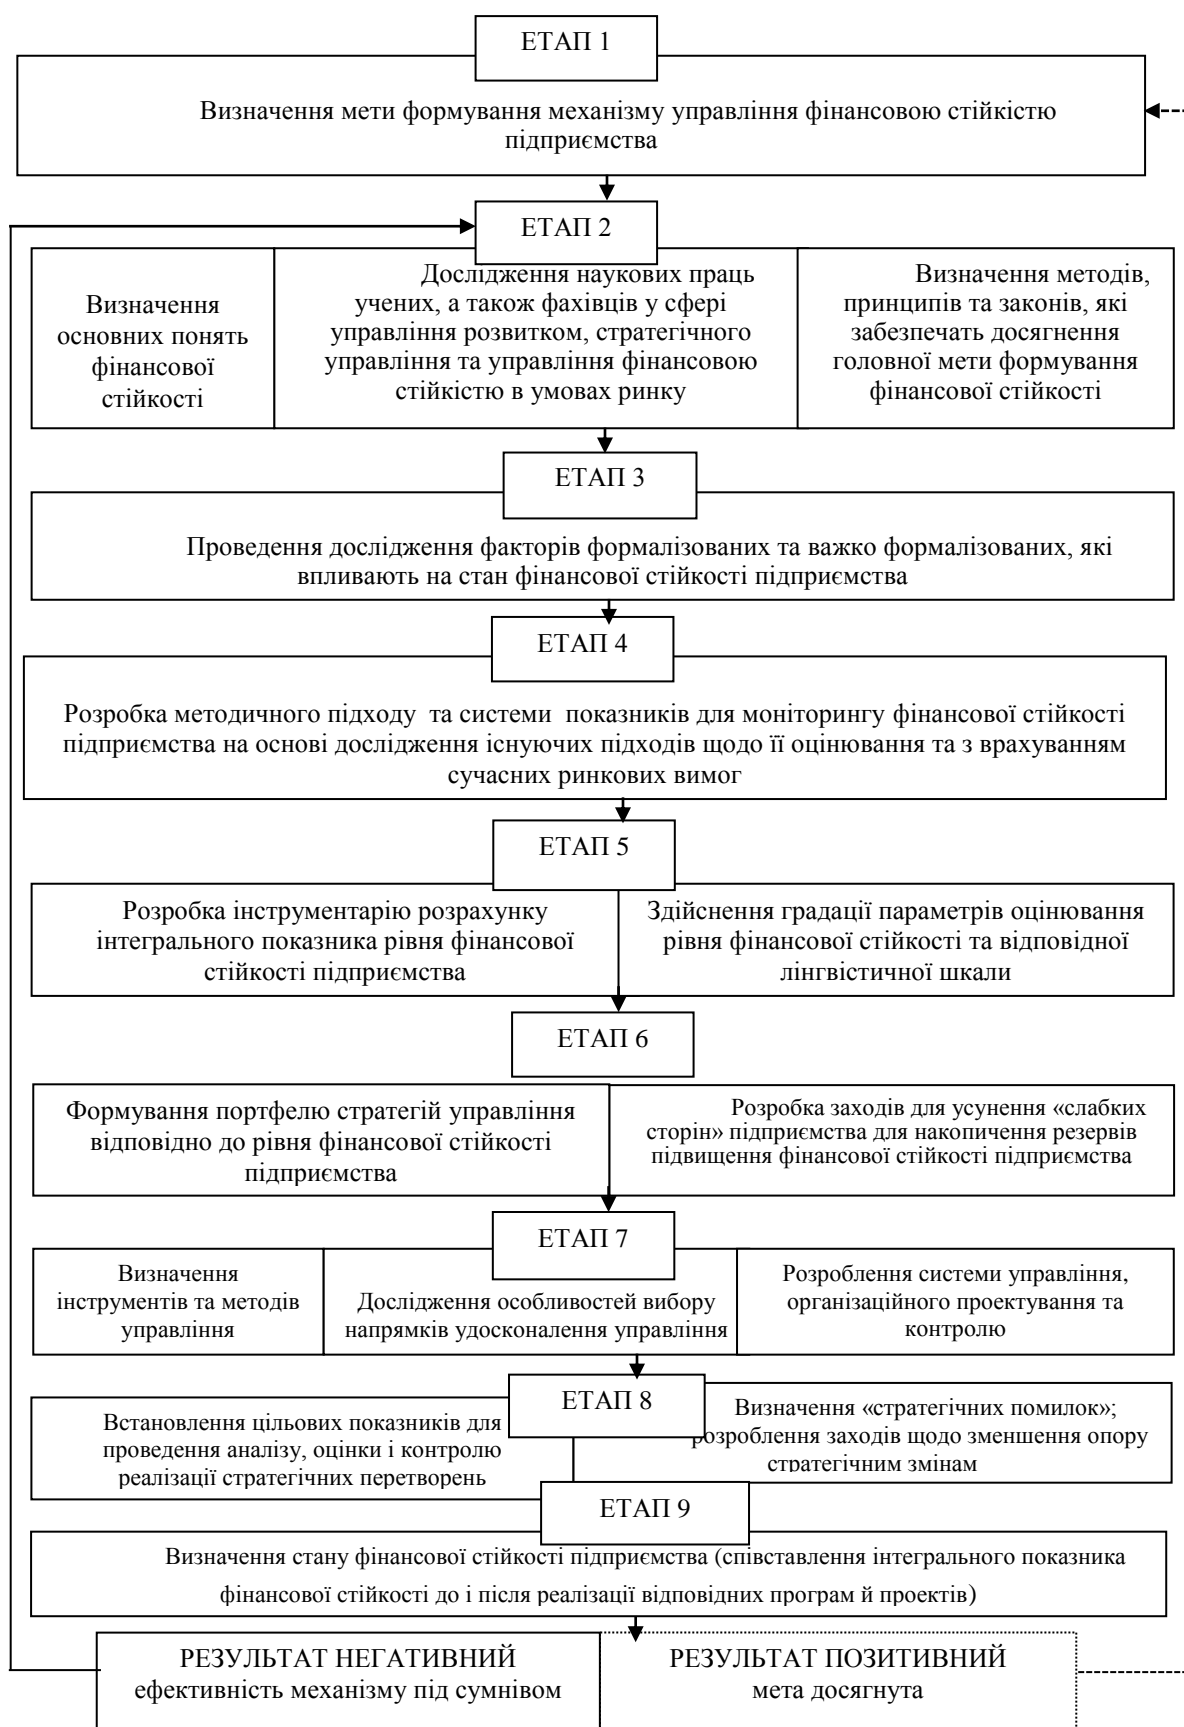 ЕТАП 1
Визначення мети формування механізму управління фінансовою стійкістю
підприємства
ЕТАП 2
Визначення
основних понять
фінансової
стійкості
Дослідження наукових праць
учених, а також фахівців у сфері
управління розвитком, стратегічного
управління та управління фінансовою
стійкістю в умовах ринку
Визначення методів,
принципів та законів, які
забезпечать досягнення
головної мети формування
фінансової стійкості
ЕТАП 3
Проведення дослідження факторів формалізованих та важко формалізованих, які
впливають на стан фінансової стійкості підприємства
ЕТАП 4
Розробка методичного підходу та системи показників для моніторингу фінансової стійкості
підприємства на основі дослідження існуючих підходів щодо її оцінювання та з врахуванням
сучасних ринкових вимог
ЕТАП 5
Розробка інструментарію розрахунку
інтегрального показника рівня фінансової
стійкості підприємства
Здійснення градації параметрів оцінювання
рівня фінансової стійкості та відповідної
лінгвістичної шкали
ЕТАП 6
Формування портфелю стратегій управління
відповідно до рівня фінансової стійкості
підприємства
Розробка заходів для усунення «слабких
сторін» підприємства для накопичення резервів
підвищення фінансової стійкості підприємства
ЕТАП 7
Визначення
інструментів та методів
управління
Дослідження особливостей вибору
напрямків удосконалення управління
Розроблення системи управління,
організаційного проектування та
контролю
ЕТАП 8
Встановлення цільових показників для
проведення аналізу, оцінки і контролю
реалізації стратегічних перетворень
Визначення «стратегічних помилок»;
розроблення заходів щодо зменшення опору
стратегічним змінам
ЕТАП 9
Визначення стану фінансової стійкості підприємства (співставлення інтегрального показника
фінансової стійкості до і після реалізації відповідних програм й проектів)
РЕЗУЛЬТАТ НЕГАТИВНИЙ
ефективність механізму під сумнівом
РЕЗУЛЬТАТ ПОЗИТИВНИЙ
мета досягнута